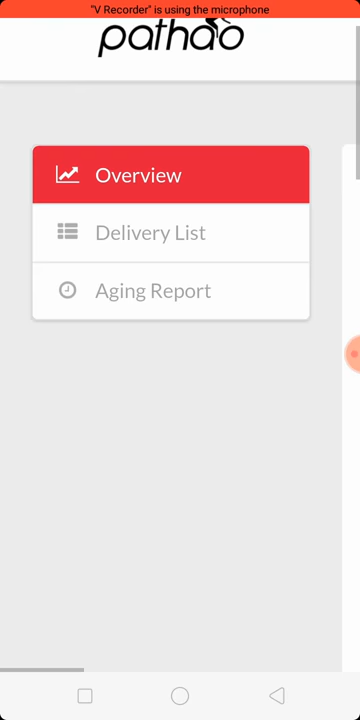 "V Recorder" is using the microphone
pathao
Overview
Delivery List
Aging Report